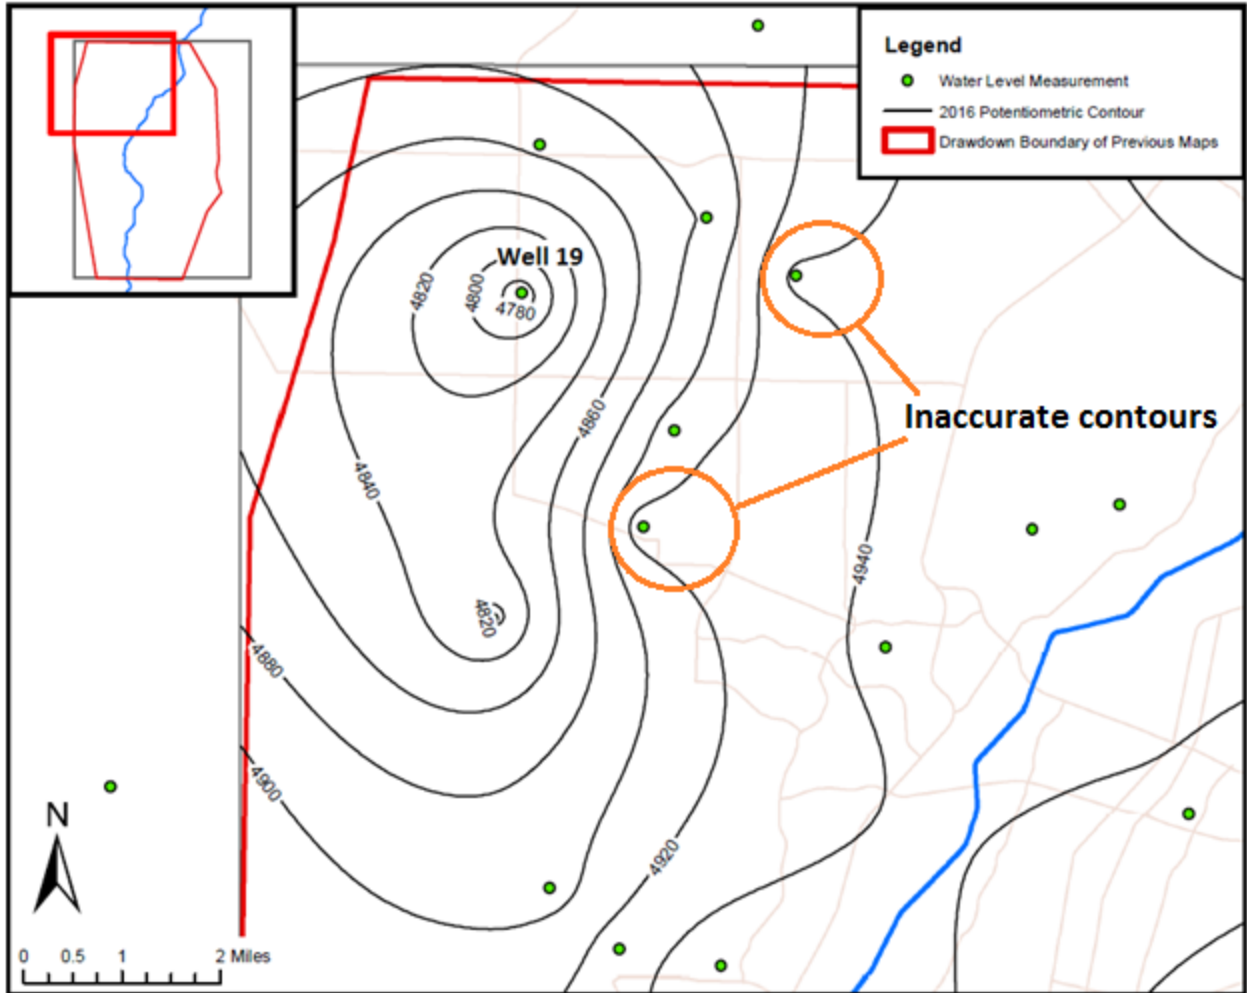 Legend
Water Level Measurement
2016 Potentiometric Contour
Drawdown Boundary of Previous Maps
Well 19
4820
4800
4780
4860
Inaccurate contours
4840
4940
4820
4880
4900
4920
N
0 0.5 1 2 Miles